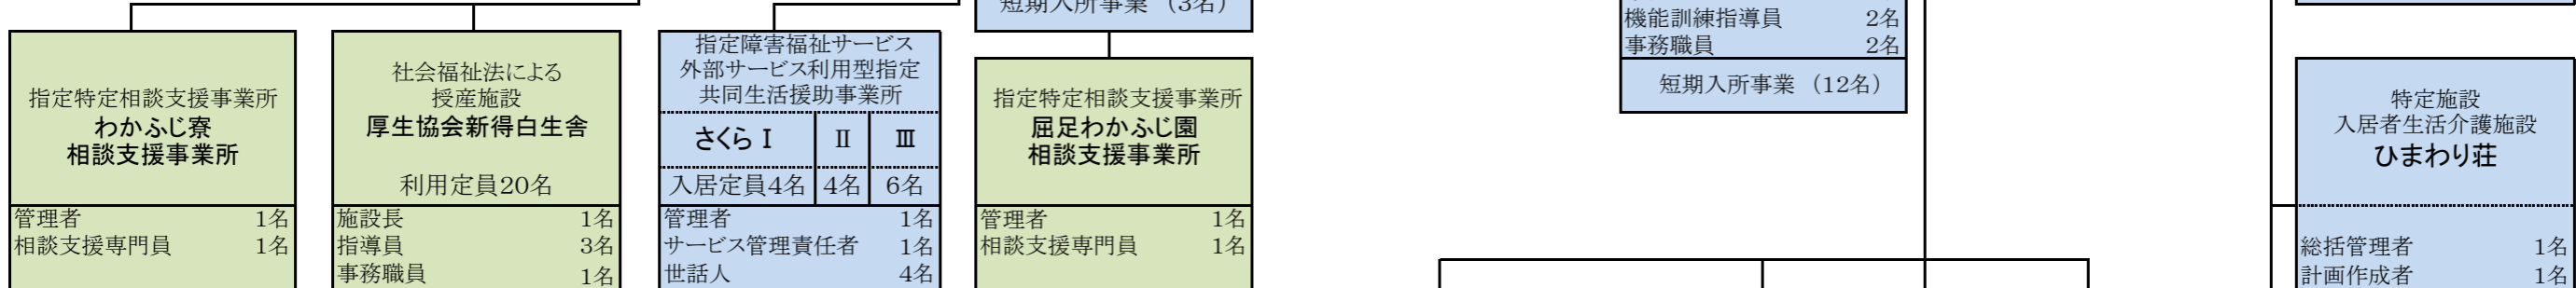 短期入所事業 （3名）
機能訓練指導員 2名
事務職員 2名
短期入所事業 （12名）
指定特定相談支援事業所
わかふじ寮
相談支援事業所
管理者 1名
相談支援専門員 1名
社会福祉法による
授産施設
厚生協会新得白生舎
利用定員20名
施設長 1名
指導員 3名
事務職員 1名
指定障害福祉サービス
外部サービス利用型指定
共同生活援助事業所
さくらⅠ Ⅱ Ⅲ
入居定員4名 4名 6名
管理者 1名
サービス管理責任者 1名
世話人 4名
指定特定相談支援事業所
屈足わかふじ園
相談支援事業所
管理者 1名
相談支援専門員 1名
特定施設
入居者生活介護施設
ひまわり荘
総括管理者 1名
計画作成者 1名